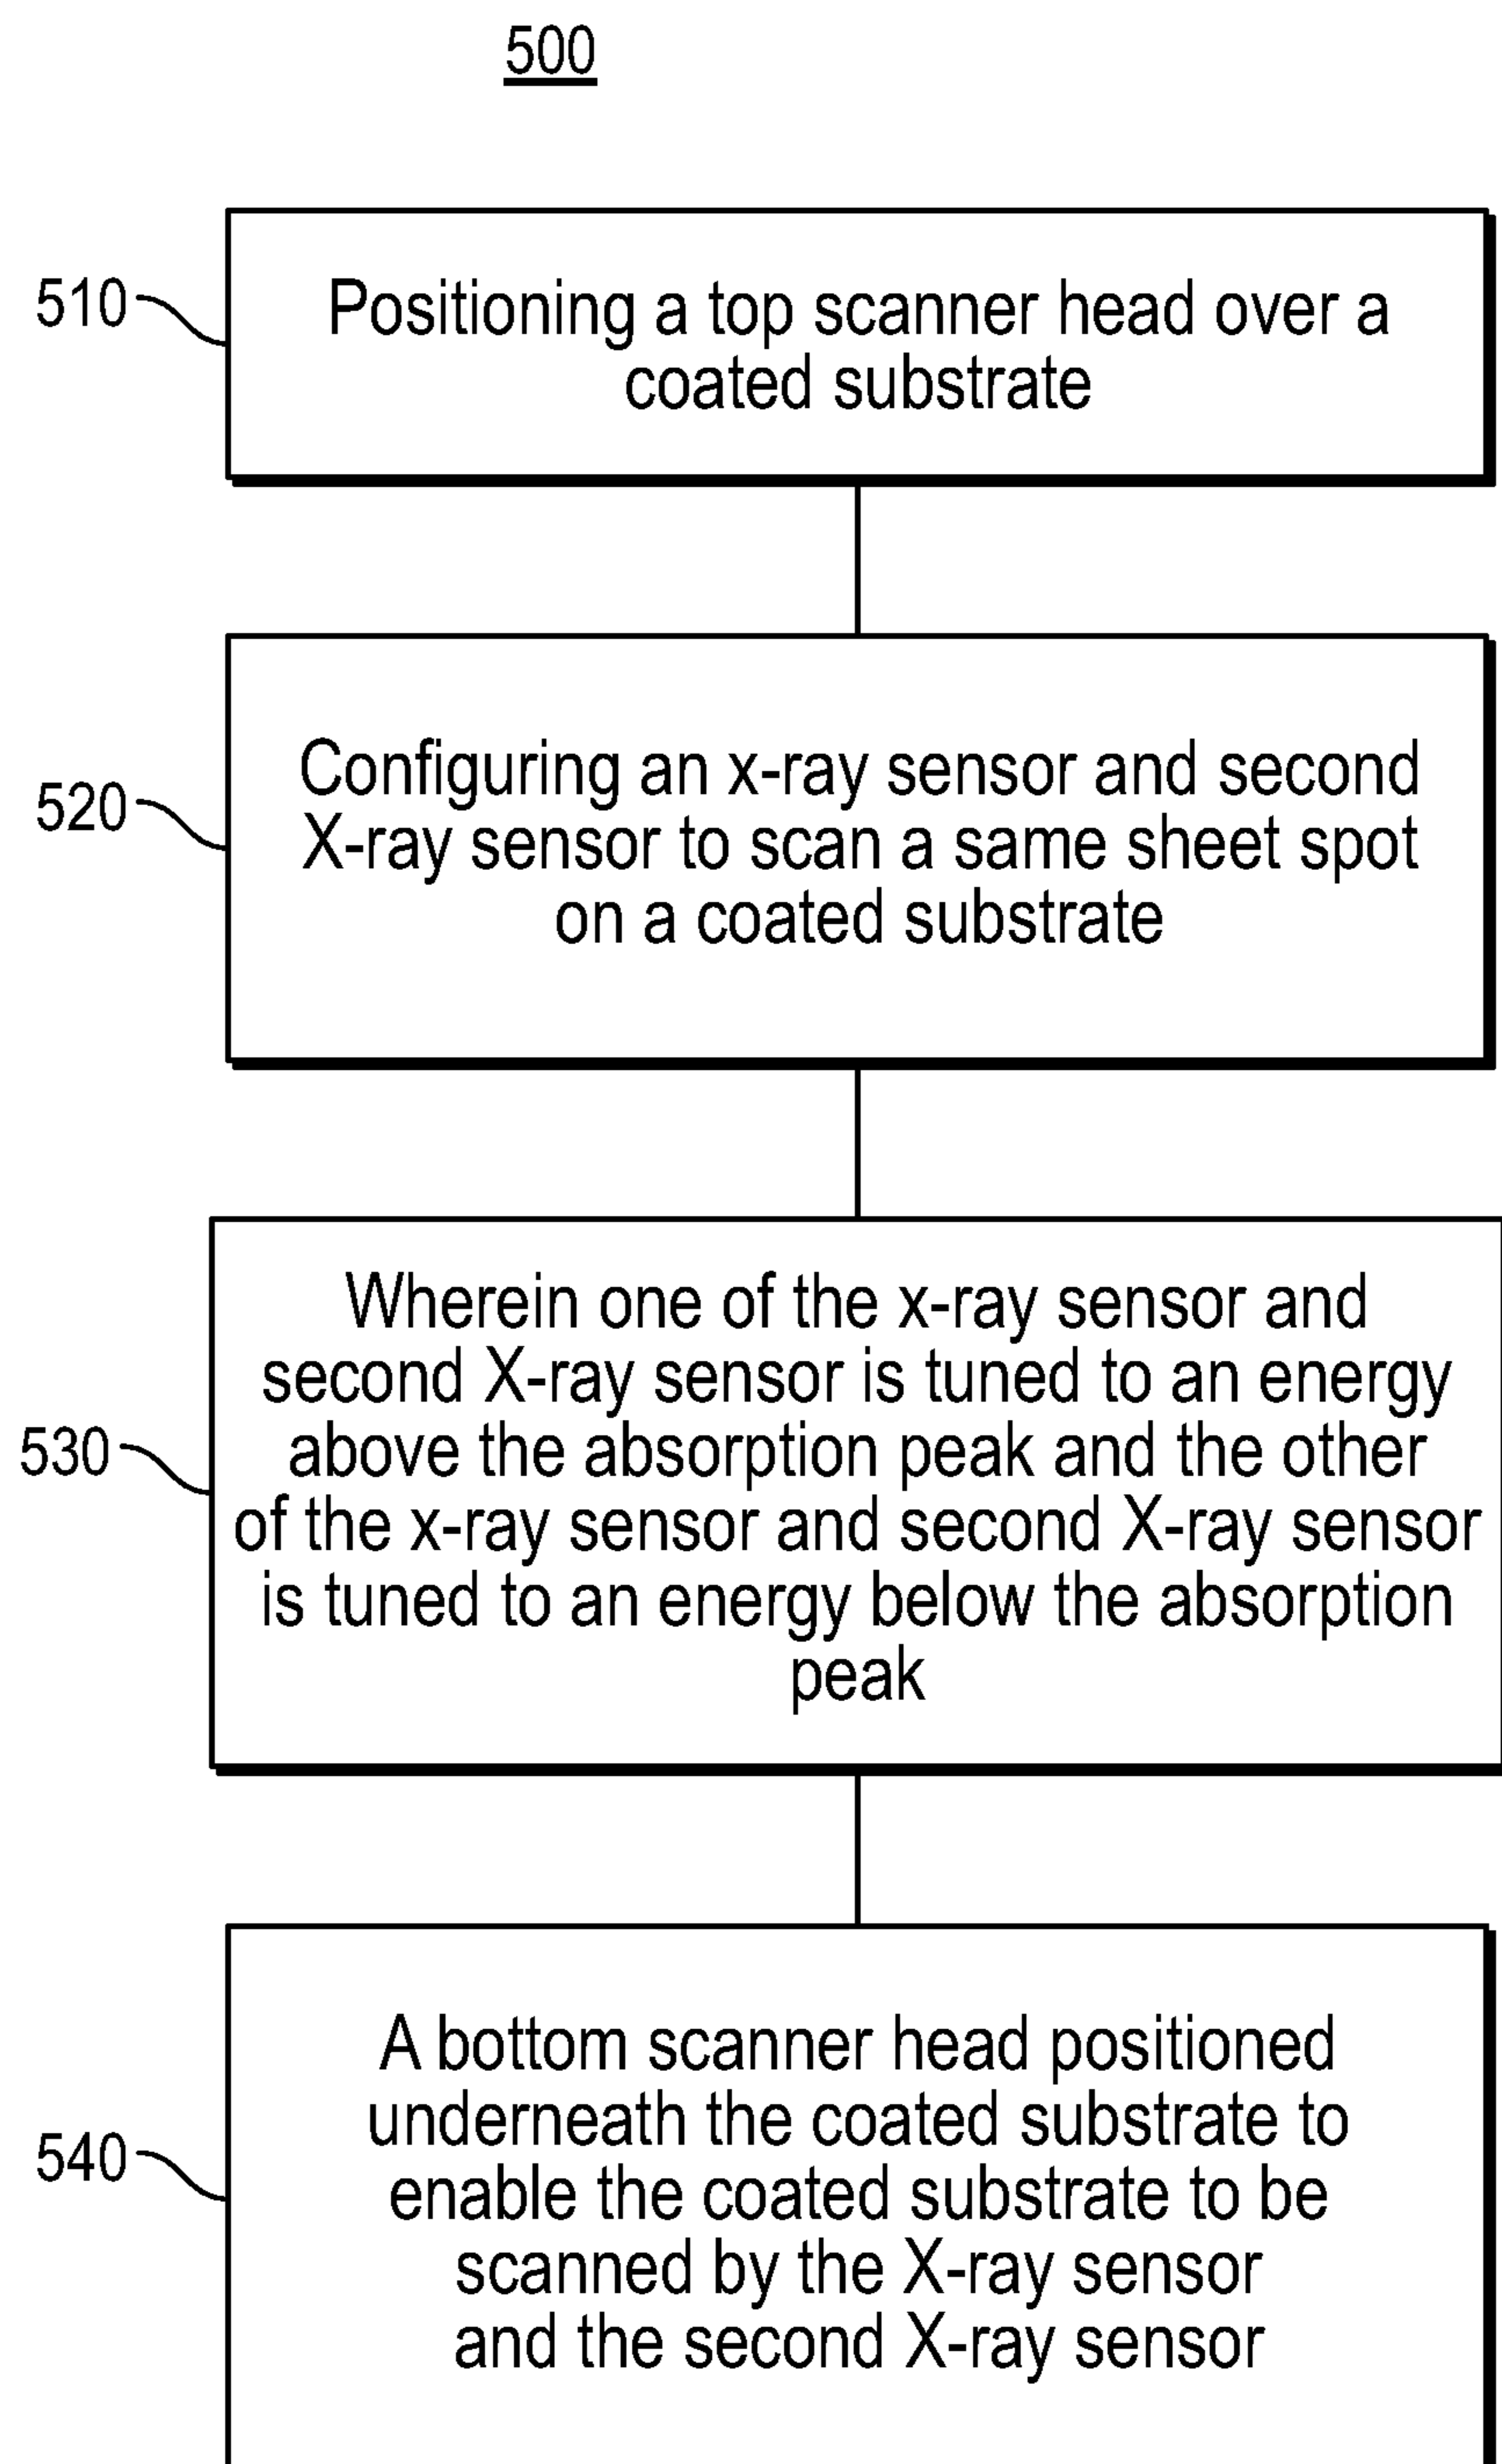 500
510
Positioning a top scanner head over a
coated substrate
520
Configuring an x-ray sensor and second
X-ray sensor to scan a same sheet spot
on a coated substrate
530
Wherein one of the x-ray sensor and
second X-ray sensor is tuned to an energy
above the absorption peak and the other
of the x-ray sensor and second X-ray sensor
is tuned to an energy below the absorption
peak
540
A bottom scanner head positioned
underneath the coated substrate to
enable the coated substrate to be
scanned by the X-ray sensor
and the second X-ray sensor